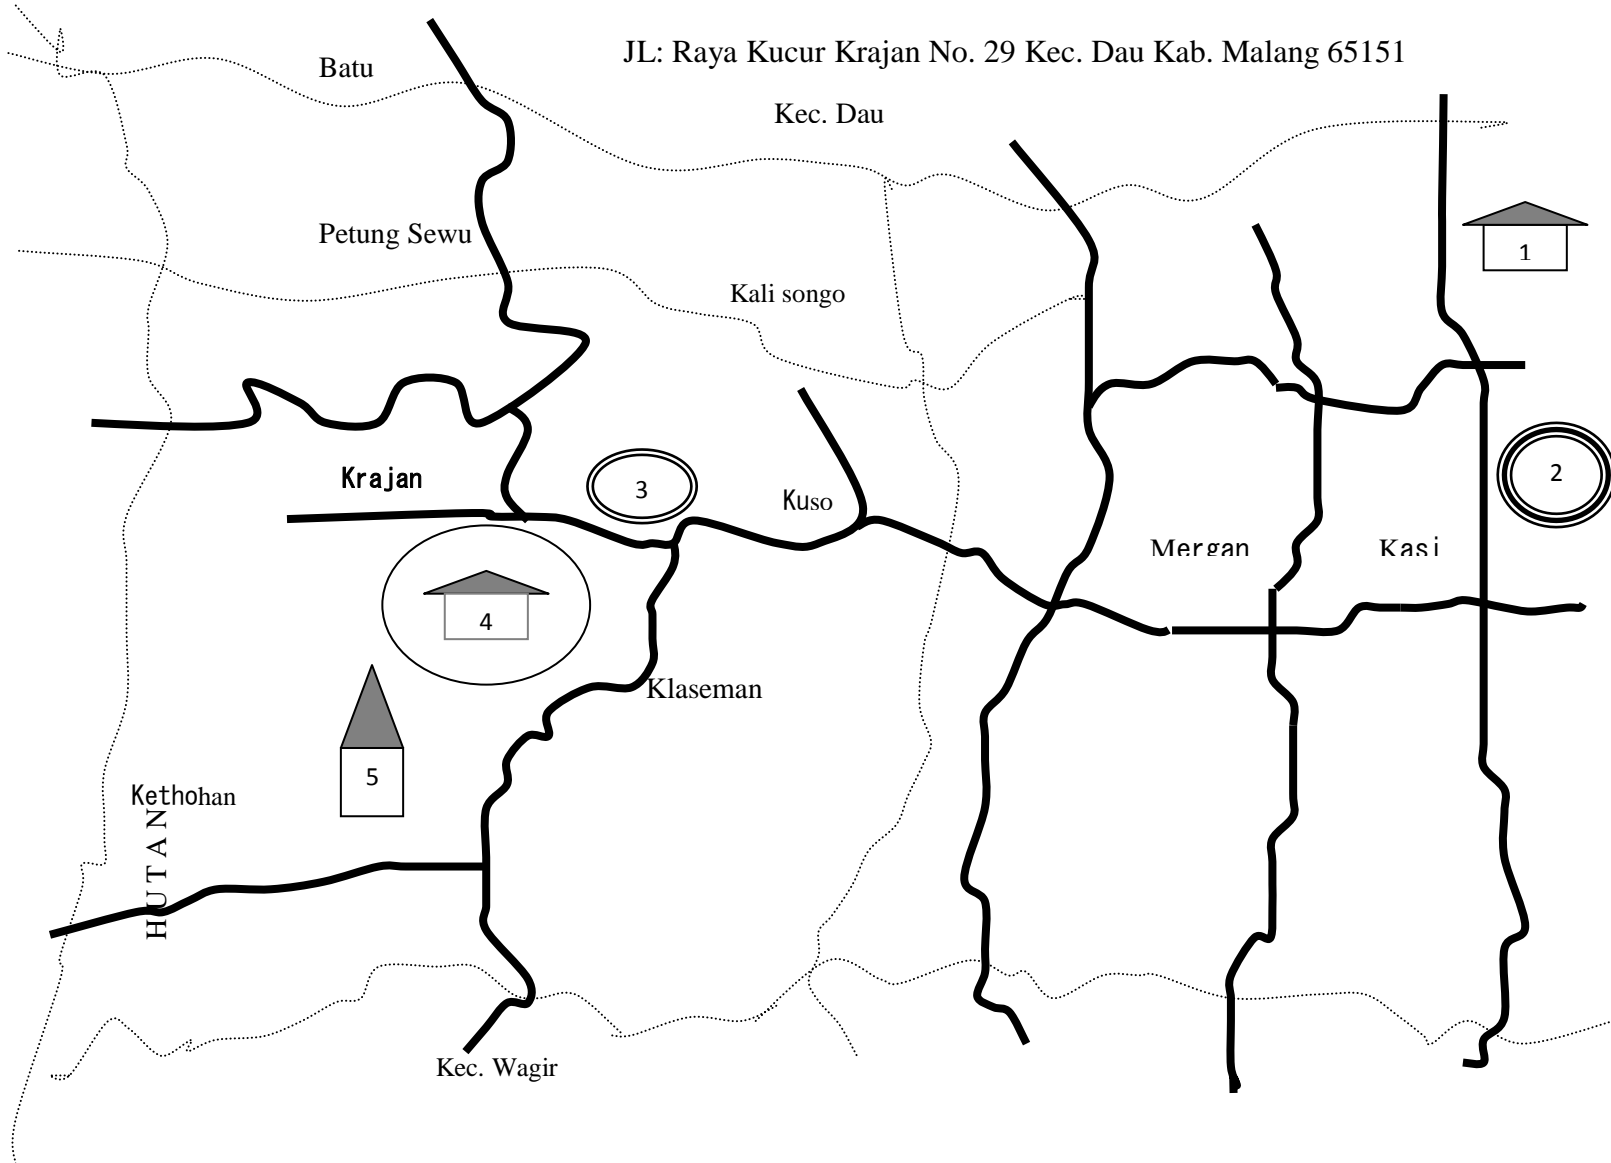 JL: Raya Kucur Krajan No. 29 Kec. Dau Kab. Malang 65151
Batu
Kec. Dau
Petung Sewu
1
Kali songo
Krajan
3
Kuso
2
Mergan
Kasi
4
Klaseman
5
Kethohan
HUTAN
Kec. Wagir